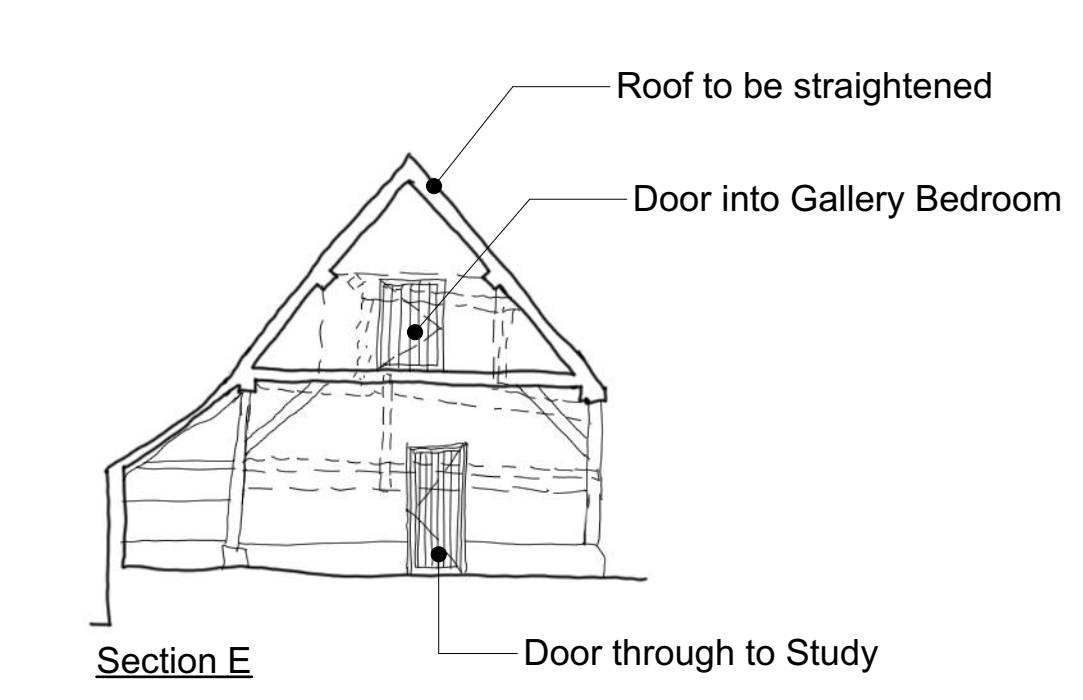 Roof to be straightened
Door into Gallery Bedroom
Door through to Study
Section E